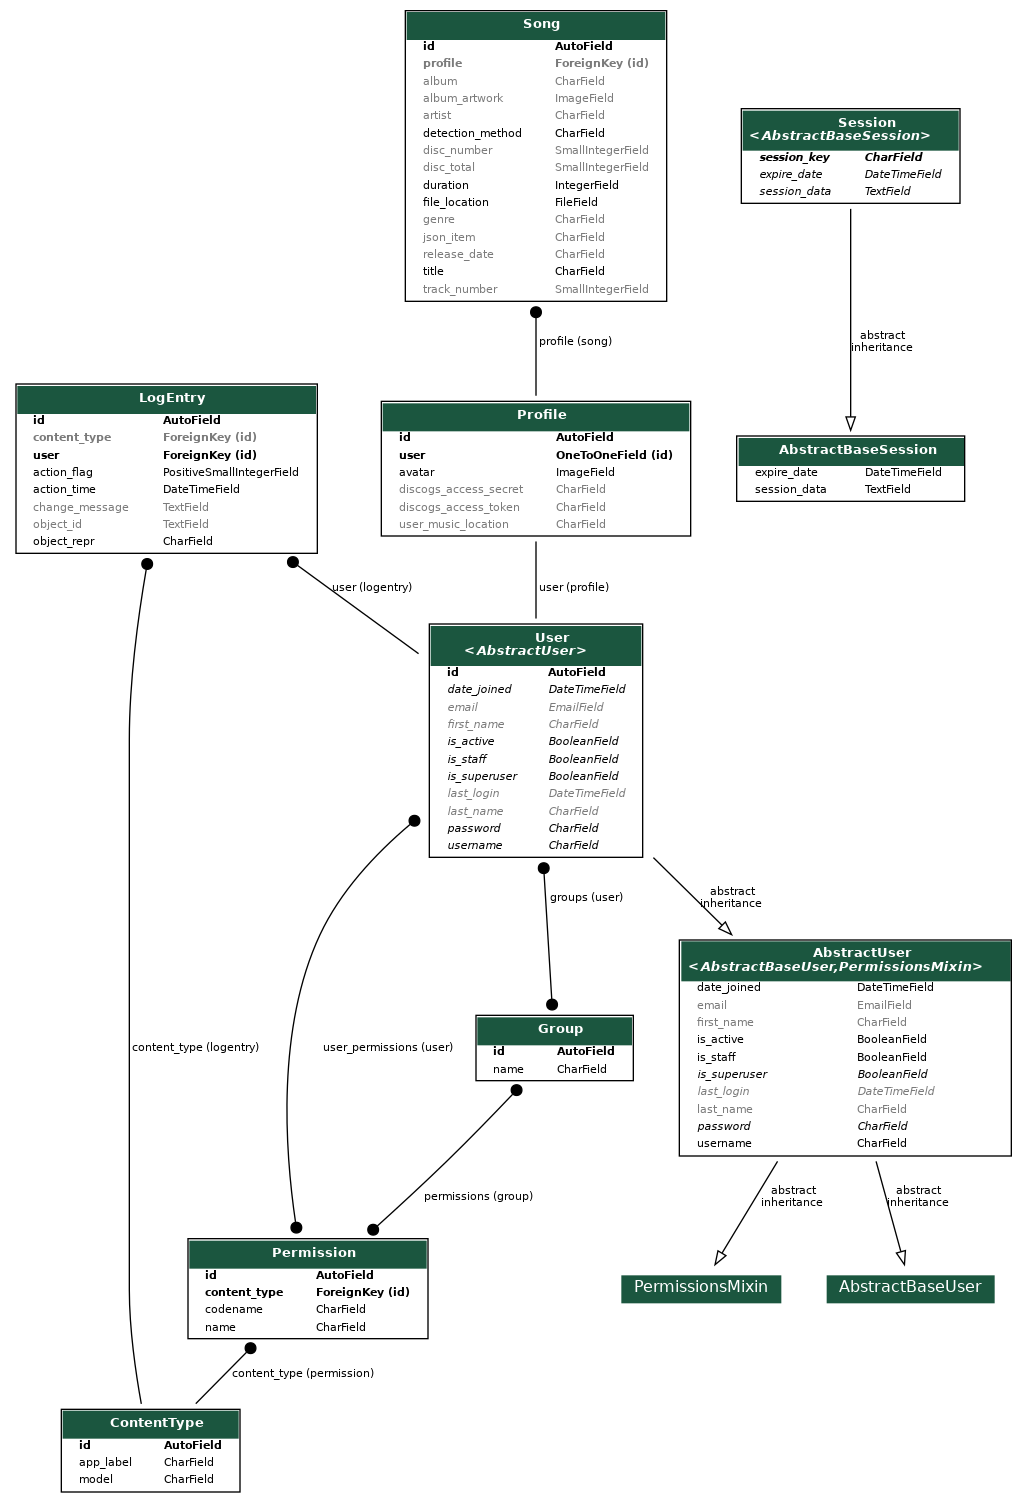 Song
id AutoField
profile ForeignKey (id)
album CharField
album_artwork ImageField
artist CharField
detection_method CharField
disc_number SmallIntegerField
disc_total SmallIntegerField
duration IntegerField
file_location FileField
genre CharField
json_item CharField
release_date CharField
title CharField
track_number SmallIntegerField
Session
<AbstractBaseSession>
session_key CharField
expire_date DateTimeField
session_data TextField
profile (song)
abstract
inheritance
LogEntry
id AutoField
content_type ForeignKey (id)
user ForeignKey (id)
action_flag PositiveSmallIntegerField
action_time DateTimeField
change_message TextField
object_id TextField
object_repr CharField
Profile
id AutoField
user OneToOneField (id)
avatar ImageField
discogs_access_secret CharField
discogs_access_token CharField
user_music_location CharField
AbstractBaseSession
expire_date DateTimeField
session_data TextField
user (logentry)
user (profile)
User
<AbstractUser>
id AutoField
date_joined DateTimeField
email EmailField
first_name CharField
is_active BooleanField
is_staff BooleanField
is_superuser BooleanField
last_login DateTimeField
last_name CharField
password CharField
username CharField
groups (user)
abstract
inheritance
AbstractUser
<AbstractBaseUser,PermissionsMixin>
date_joined DateTimeField
email EmailField
first_name CharField
is_active BooleanField
is_staff BooleanField
is_superuser BooleanField
last_login DateTimeField
last_name CharField
password CharField
username CharField
Group
id AutoField
name CharField
content_type (logentry)
user_permissions (user)
permissions (group)
abstract
inheritance
abstract
inheritance
Permission
id AutoField
content_type ForeignKey (id)
codename CharField
name CharField
PermissionsMixin
AbstractBaseUser
content_type (permission)
ContentType
id AutoField
app_label CharField
model CharField